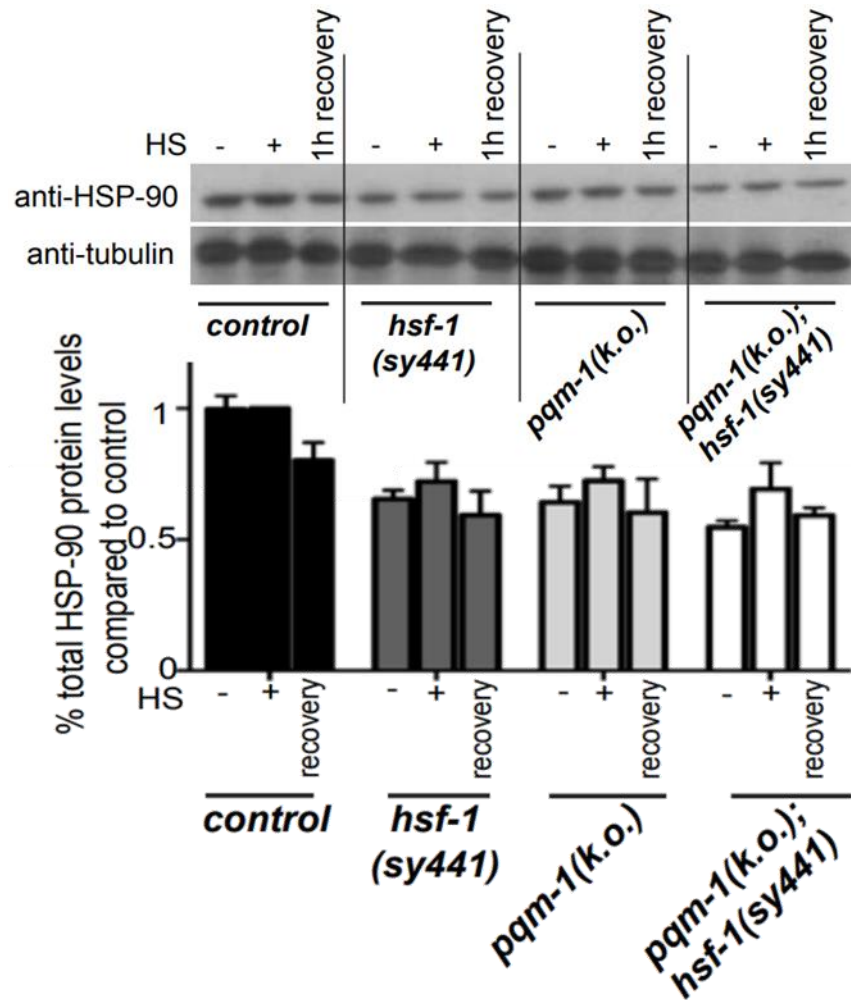 HS - + 1h recovery - + 1h recovery - + 1h recovery - + 1h recovery
anti-HSP-90
anti-tubulin
control
hsf-1
(sy441)
pqm-1(k.o.)
pqm-1(k.o.);
hsf-1(sy441)
% total HSP-90 protein levels
compared to control
1
0.5
0
HS - + recovery - + recovery - + recovery - + recovery
control
hsf-1
(sy441)
pqm-1(k.o.)
pqm-1(k.o.);
hsf-1(sy441)